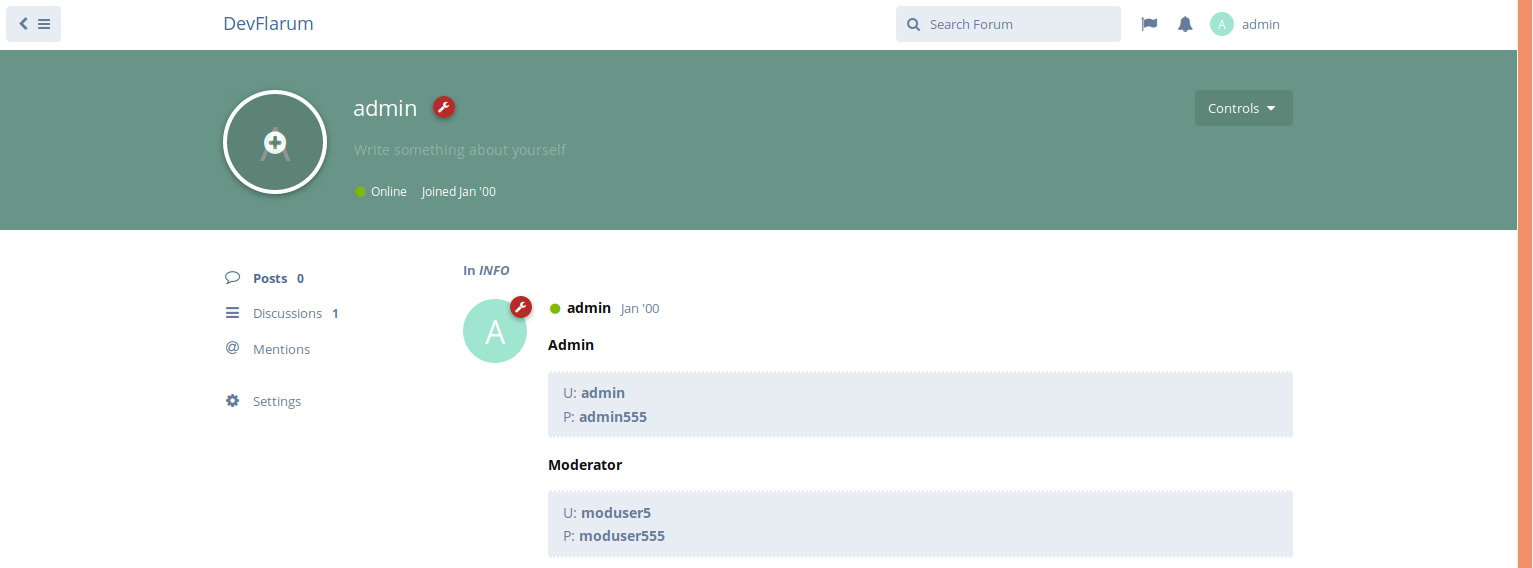 DevFlarum
Search Forum
A admin
admin
Controls
A
Write something about yourself
Online Joined Jan '00
Posts 0
Discussions 1
@ Mentions
Settings
In INFO
A
admin Jan '00
Admin
U: admin
P: admin555
Moderator
U: moduser5
P: moduser555